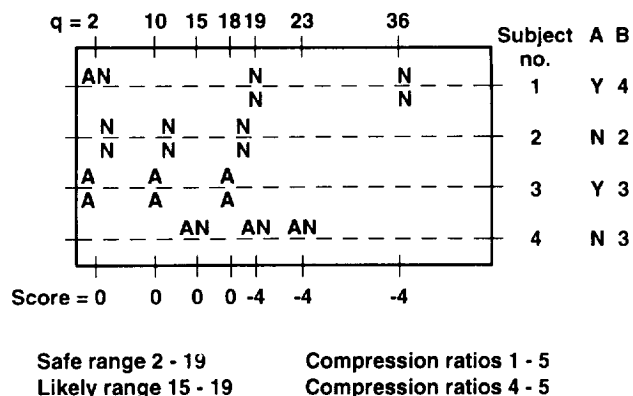 q = 2 10 15 18 19 23 36
Subject no. A B
AN N N
N N
1 Y 4
N N N
N N N
2 N 2
A A A
A A A
3 Y 3
AN AN AN
4 N 3
Score = 0 0 0 0 -4 -4 -4
Safe range 2 - 19 Compression ratios 1 - 5
Likely range 15 - 19 Compression ratios 4 - 5